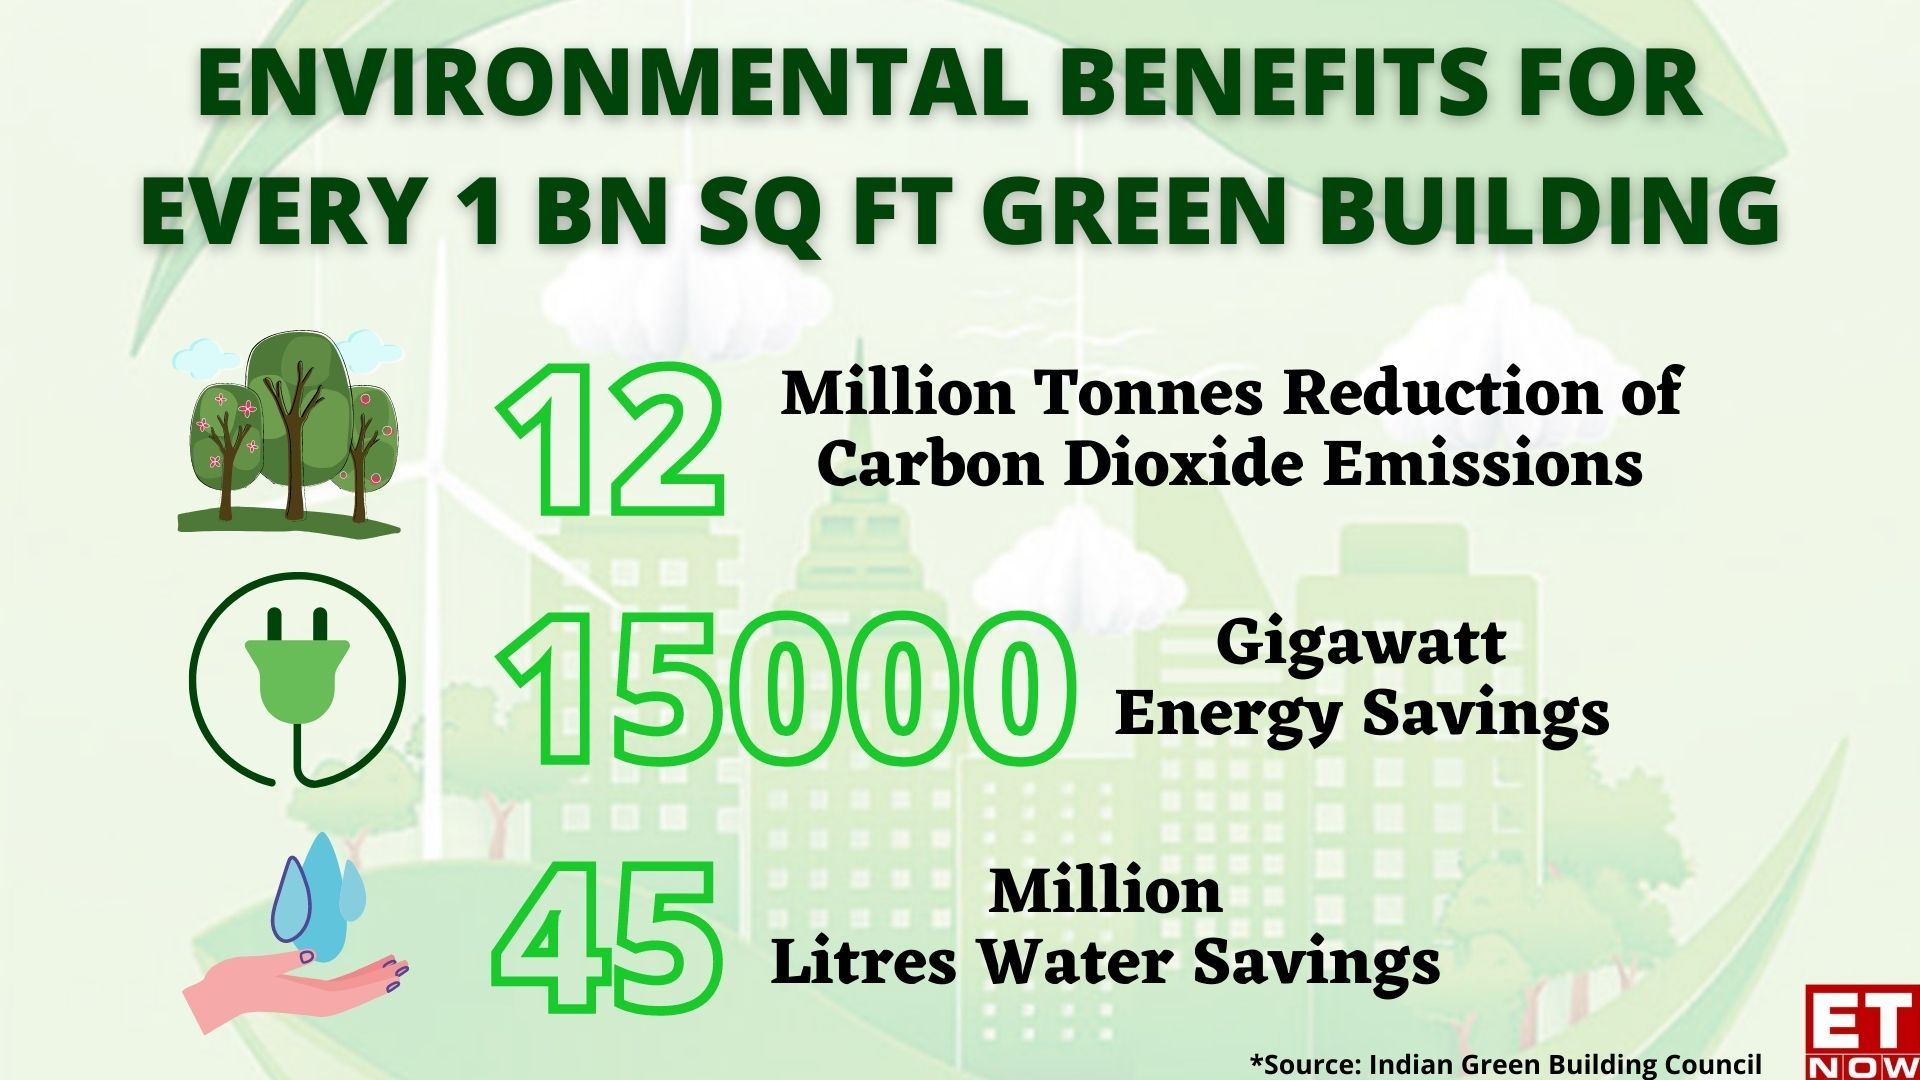 ENVIRONMENTAL BENEFITS FOR
EVERY 1 BN SQ FT GREEN BUILDING
12 Million Tonnes Reduction of
Carbon Dioxide Emissions
15000 Gigawatt
Energy Savings
45 Million
Litres Water Savings
*Source: Indian Green Building Council
ET
NOW